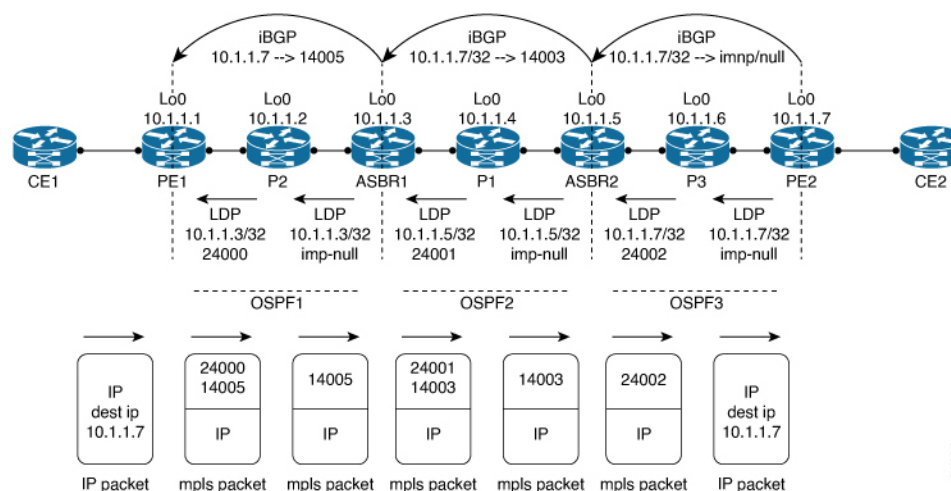 iBGP iBGP iBGP
10.1.1.7 --> 14005 10.1.1.7/32 --> 14003 10.1.1.7/32 --> imnp/null
Lo0 Lo0 Lo0 Lo0 Lo0 Lo0 Lo0
10.1.1.1 10.1.1.2 10.1.1.3 10.1.1.4 10.1.1.5 10.1.1.6 10.1.1.7
CE1 PE1 P2 ASBR1 P1 ASBR2 P3 PE2 CE2
LDP LDP LDP LDP LDP LDP
10.1.1.3/32 10.1.1.3/32 10.1.1.5/32 10.1.1.5/32 10.1.1.7/32 10.1.1.7/32
24000 imp-null 24001 imp-null 24002 imp-null
OSPF1 OSPF2 OSPF3
IP
dest ip
10.1.1.7
IP packet
24000
14005
IP
mpls packet
14005
IP
mpls packet
24001
14003
IP
mpls packet
14003
IP
mpls packet
24002
IP
mpls packet
IP
dest ip
10.1.1.7
IP packet